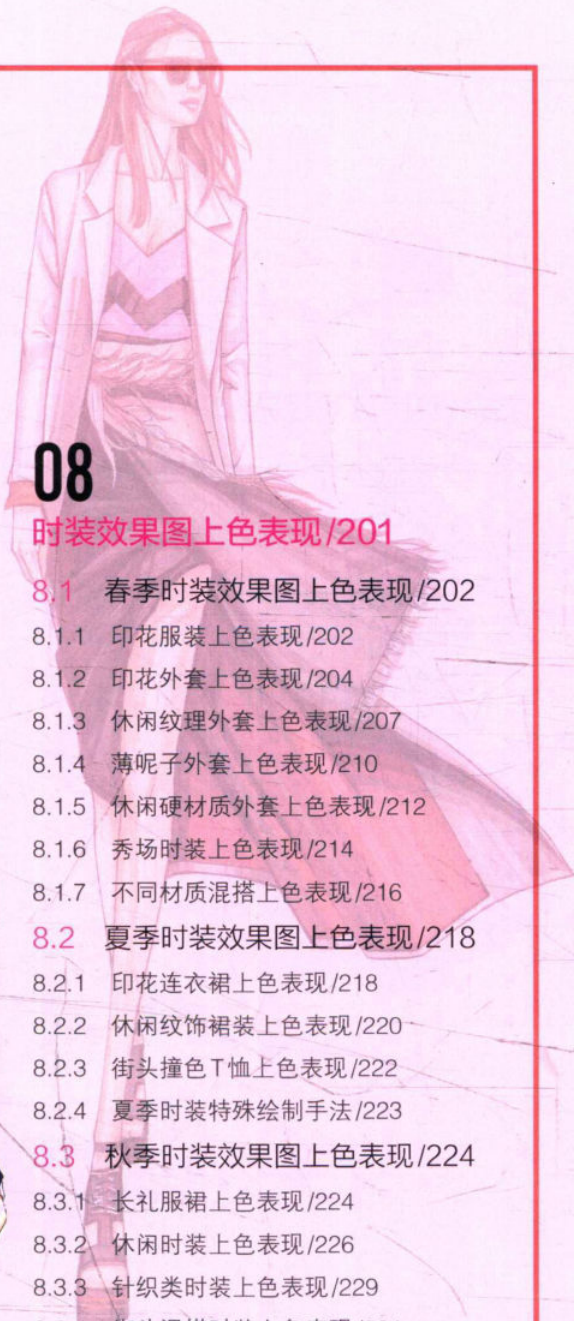 08
时装效果图上色表现/201
8.1 春季时装效果图上色表现/202
8.1.1 印花服装上色表现/202
8.1.2 印花外套上色表现/204
8.1.3 休闲纹理外套上色表现/207
8.1.4 薄呢子外套上色表现/210
8.1.5 休闲硬材质外套上色表现/212
8.1.6 秀场时装上色表现/214
8.1.7 不同材质混搭上色表现/216
8.2 夏季时装效果图上色表现/218
8.2.1 印花连衣裙上色表现/218
8.2.2 休闲纹饰裙装上色表现/220
8.2.3 街头撞色T恤上色表现/222
8.2.4 夏季时装特殊绘制手法/223
8.3 秋季时装效果图上色表现/224
8.3.1 长礼服裙上色表现/224
8.3.2 休闲时装上色表现/226
8.3.3 针织类时装上色表现/229